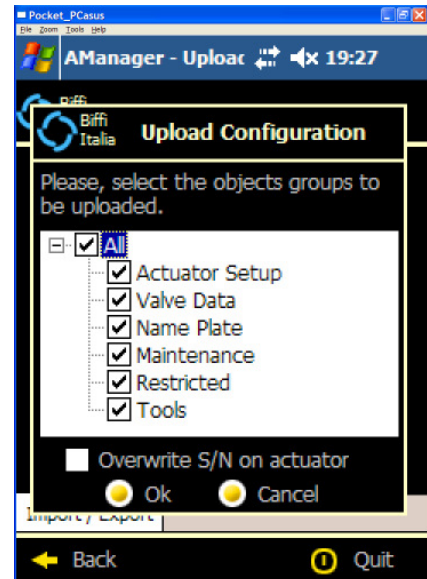 Pocket_PCasus
File Zoom Tools Help
AManager - Uploac 19:27
Biffi
Biffi
Italia
Upload Configuration
Please, select the objects groups to
be uploaded.
All
Actuator Setup
Valve Data
Name Plate
Maintenance
Restricted
Tools
Overwrite S/N on actuator
Ok Cancel
Import / Export
Back Quit